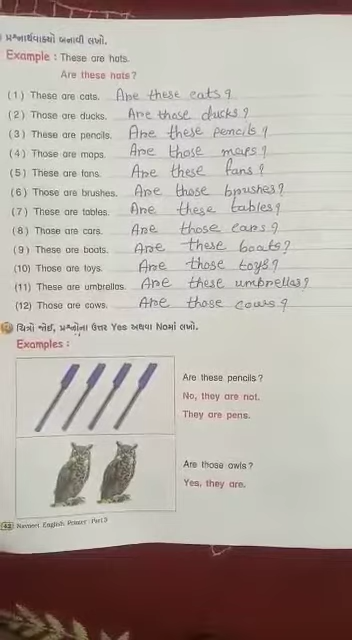 પ્રશ્નાર્થવાક્યો બનાવી લખો.
Example : These are hats.
Are these hats?
(1) These are cats. Are these cats?
(2) Those are ducks. Are those ducks?
(3) These are pencils. Are these pencils?
(4) Those are mops. Are those mops?
(5) These are fans. Are these fans?
(6) Those are brushes. Are those brushes?
(7) These are tables. Are these tables?
(8) Those are cars. Are those cars?
(9) These are boats. Are these boats?
(10) Those are toys. Are those toys?
(11) These are umbrellas. Are these umbrellas?
(12) Those are cows. Are those cows?
ચિત્રો જોઈ, પ્રશ્નોના ઉત્તર Yes અથવા Noમાં લખો.
Examples :
Are these pencils?
No, they are not.
They are pens.
Are those owls?
Yes, they are.
42 Navneet English Primer : Part 3